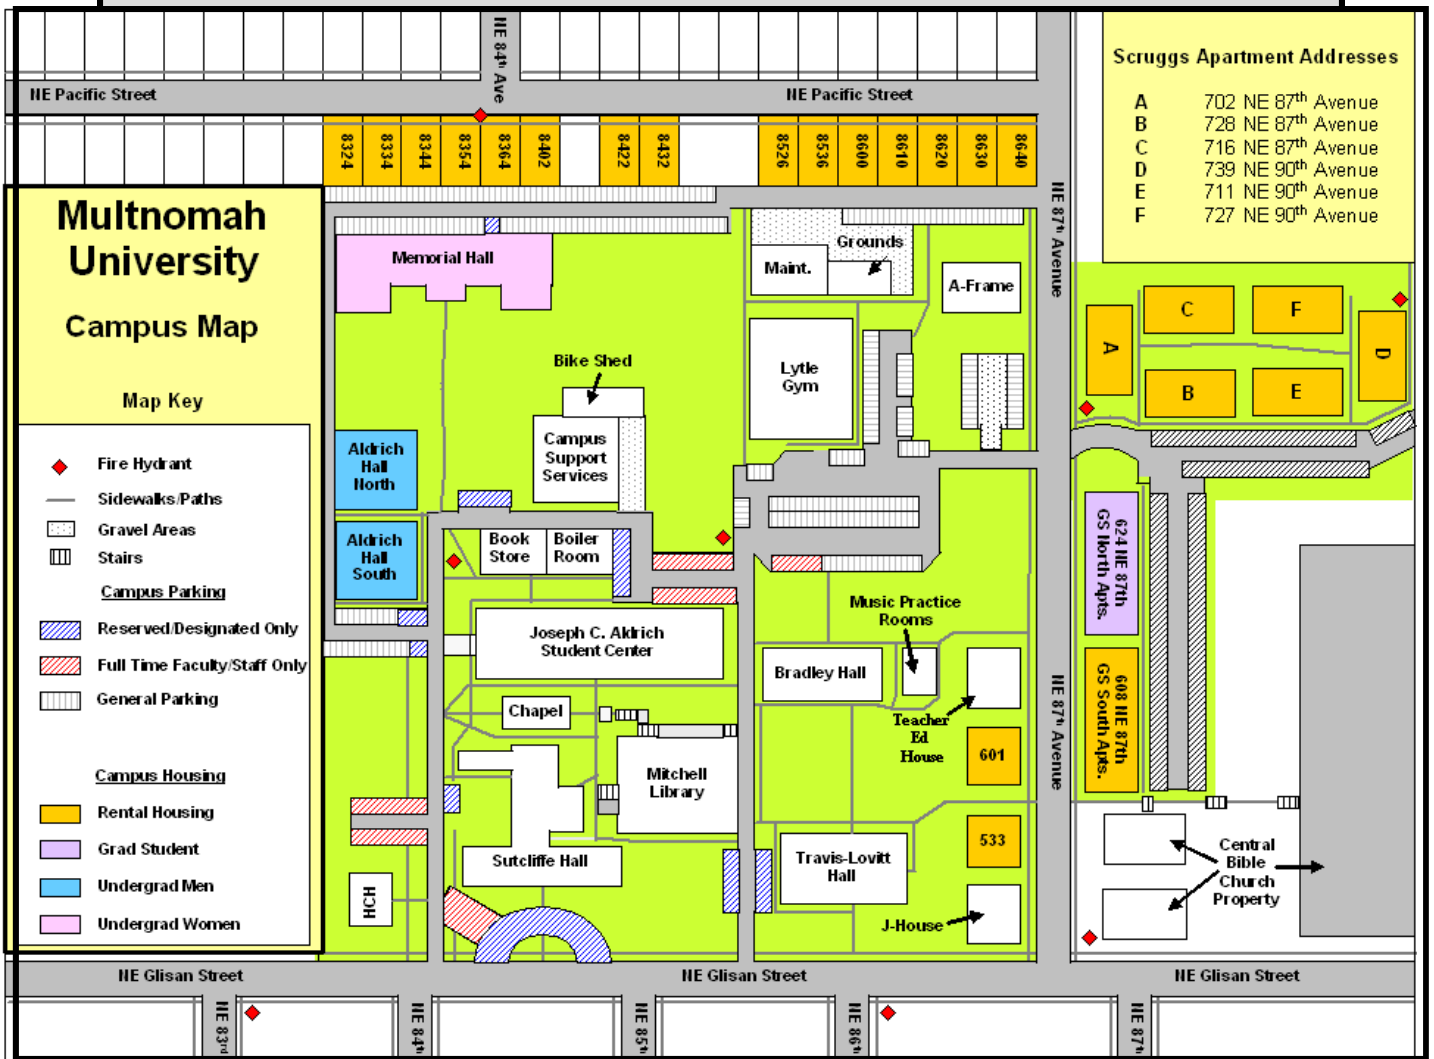 NE 84th Ave
NE Pacific Street
NE Pacific Street
8324
8334
8344
8354
8364
8402
8422
8432
8526
8536
8600
8610
8620
8630
8640
Scruggs Apartment Addresses
A 702 NE 87th Avenue
B 728 NE 87th Avenue
C 716 NE 87th Avenue
D 739 NE 90th Avenue
E 711 NE 90th Avenue
F 727 NE 90th Avenue
Multnomah
University
Campus Map
Map Key
Fire Hydrant
Sidewalks/Paths
Gravel Areas
Stairs
Campus Parking
Reserved/Designated Only
Full Time Faculty/Staff Only
General Parking
Campus Housing
Rental Housing
Grad Student
Undergrad Men
Undergrad Women
Memorial Hall
Grounds
Maint.
A-Frame
NE 87th Avenue
Bike Shed
Lytle
Gym
Campus
Support
Services
Aldrich
Hall
North
Aldrich
Hall
South
Book
Store
Boiler
Room
A
C
F
D
B
E
Joseph C. Aldrich
Student Center
Music Practice
Rooms
Bradley Hall
Teacher
Ed
House
624 NE 87th
GS North Apts.
608 NE 87th
GS South Apts.
NE 87th Avenue
Chapel
Mitchell
Library
601
533
Sutcliffe Hall
Travis-Lovitt
Hall
HCH
J-House
Central
Bible
Church
Property
NE Glisan Street
NE Glisan Street
NE Glisan Street
NE 83rd
NE 84th
NE 85th
NE 86th
NE 87th